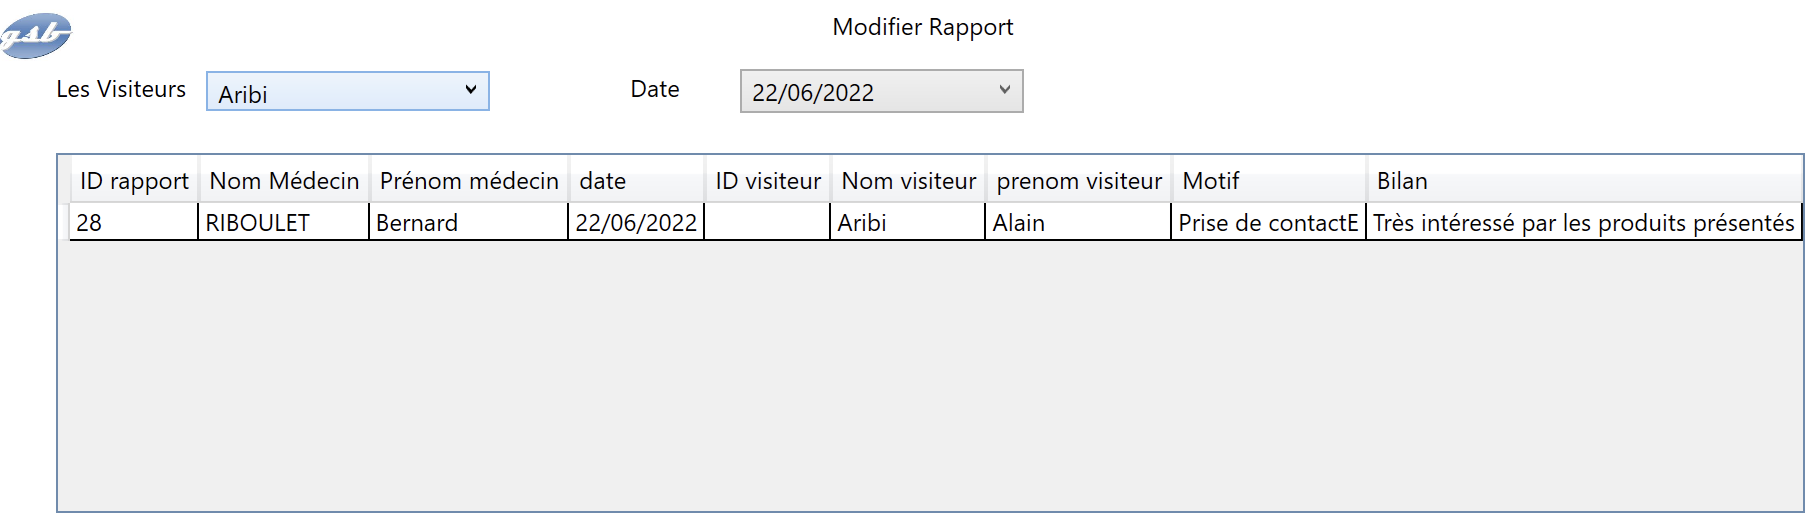 gsb
Modifier Rapport
Les Visiteurs Aribi Date 22/06/2022
ID rapport Nom Médecin Prénom médecin date ID visiteur Nom visiteur prenom visiteur Motif Bilan
28 RIBOULET Bernard 22/06/2022 Aribi Alain Prise de contactE Très intéressé par les produits présentés